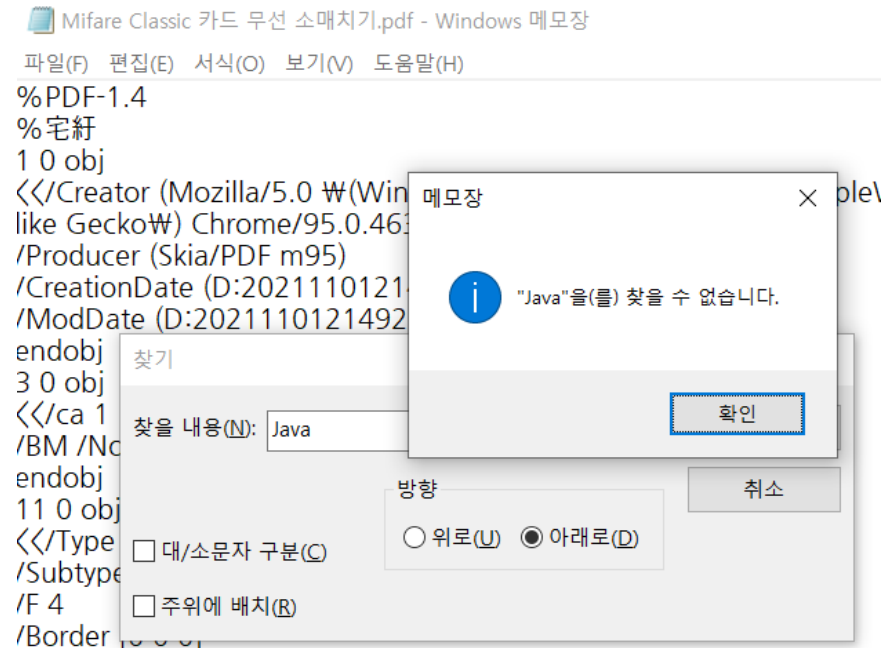 Mifare Classic 카드 무선 소매치기.pdf - Windows 메모장
파일(F) 편집(E) 서식(O) 보기(V) 도움말(H)
%PDF-1.4
%宅紆
1 0 obj
<</Creator (Mozilla/5.0 ₩(Win
like Gecko₩) Chrome/95.0.463
/Producer (Skia/PDF m95)
/CreationDate (D:2021110121
/ModDate (D:2021110121492
endobj
3 0 obj
<</ca 1
/BM /No
endobj
11 0 obj
<</Type
/Subtype
/F 4
/Border [0 0 0]
메모장
"Java"을(를) 찾을 수 없습니다.
확인
찾기
찾을 내용(N): Java
방향
취소
위로(U) 아래로(D)
대/소문자 구분(C)
주위에 배치(R)